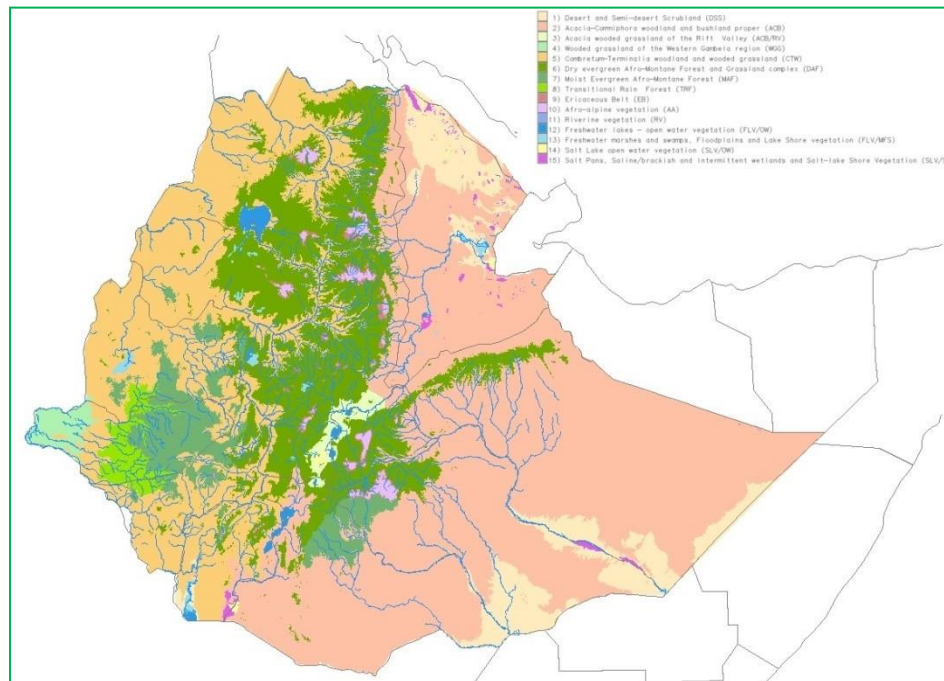 1) Desert and Semi-desert Scrubland (DSS)
2) Acacia-Commiphora woodland and bushland proper (ACB)
3) Acacia wooded grassland of the Rift Valley (ACB/RV)
4) Wooded grassland of the Western Gambela region (WGG)
5) Combretum-Terminalia woodland and wooded grassland (CTW)
6) Dry evergreen Afro-Montane Forest and Grassland complex (DAF)
7) Moist Evergreen Afro-Montane Forest (MAF)
8) Transitional Rain Forest (TRF)
9) Ericaceous Belt (EB)
10) Afro-alpine vegetation (AA)
11) Riverine vegetation (RV)
12) Freshwater lakes - open water vegetation (FLV/OW)
13) Freshwater marshes and swamps, Floodplains and Lake Shore vegetation (FLV/MFS)
14) Salt Lake open water vegetation (SLV/OW)
15) Salt Pans, Saline/brackish and intermittent wetlands and Salt-lake Shore Vegetation (SLV/S